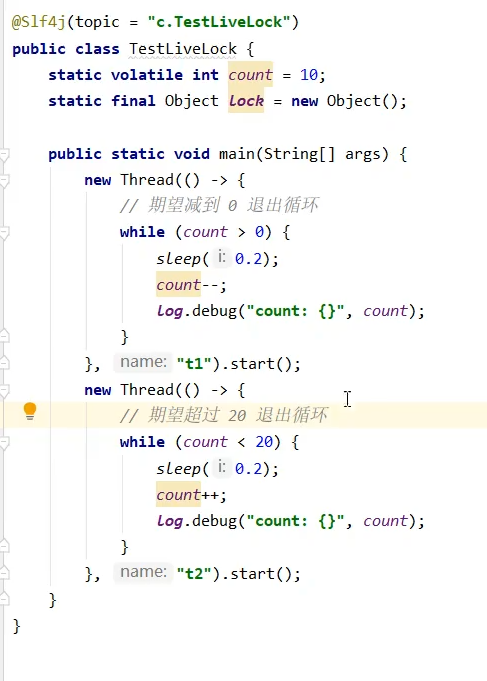 @Slf4j(topic = "c.TestLiveLock")
public class TestLiveLock {
static volatile int count = 10;
static final Object lock = new Object();
public static void main(String[] args) {
new Thread(() -> {
// 期望减到 0 退出循环
while (count > 0) {
sleep( i: 0.2);
count--;
log.debug("count: {}", count);
}
}, name: "t1").start();
new Thread(() -> {
// 期望超过 20 退出循环
while (count < 20) {
sleep( i: 0.2);
count++;
log.debug("count: {}", count);
}
}, name: "t2").start();
}
}